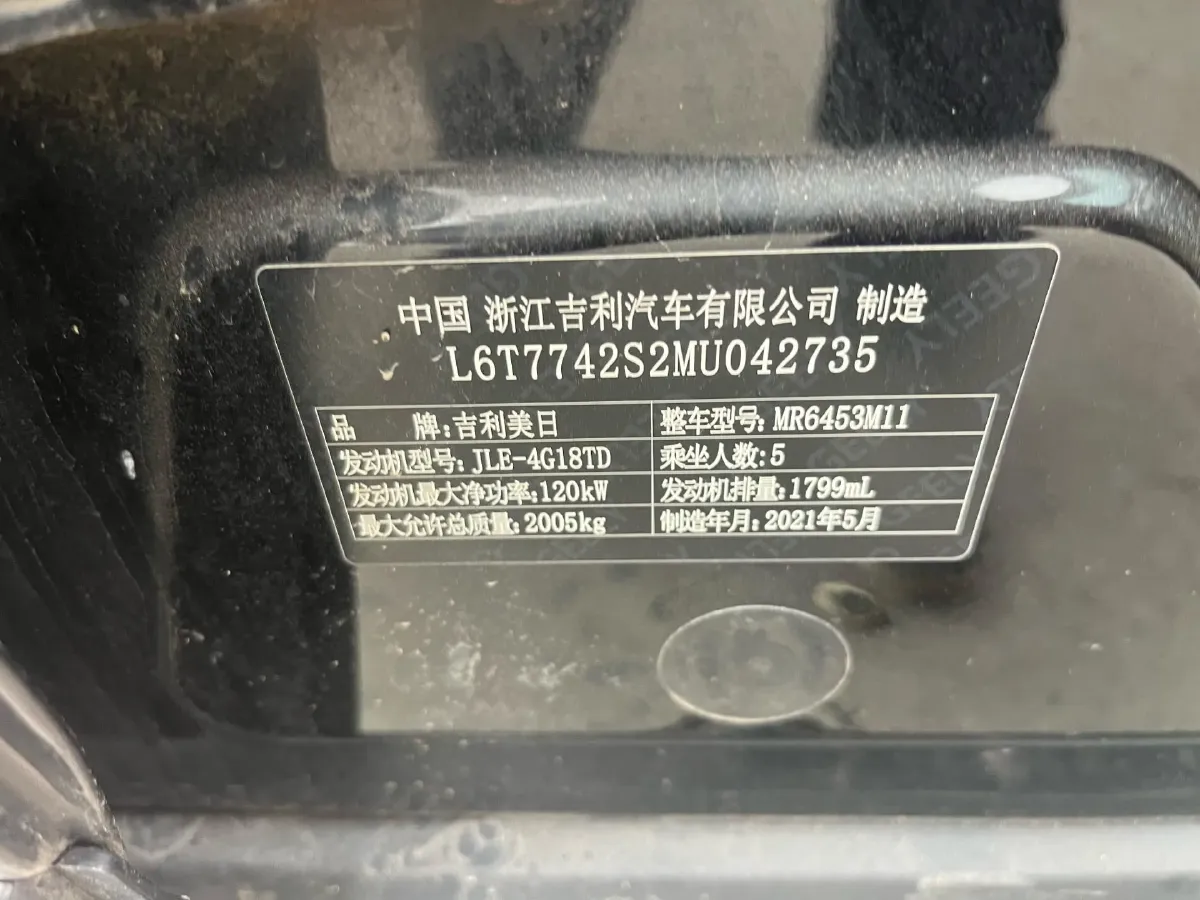 中国 浙江吉利汽车有限公司 制造
L6T7742S2MU042735
品 牌:吉利美日 整车型号:MR6453M11
发动机型号:JLE-4G18TD 乘坐人数:5
发动机最大净功率:120kW 发动机排量:1799mL
最大允许总质量:2005kg 制造年月:2021年5月